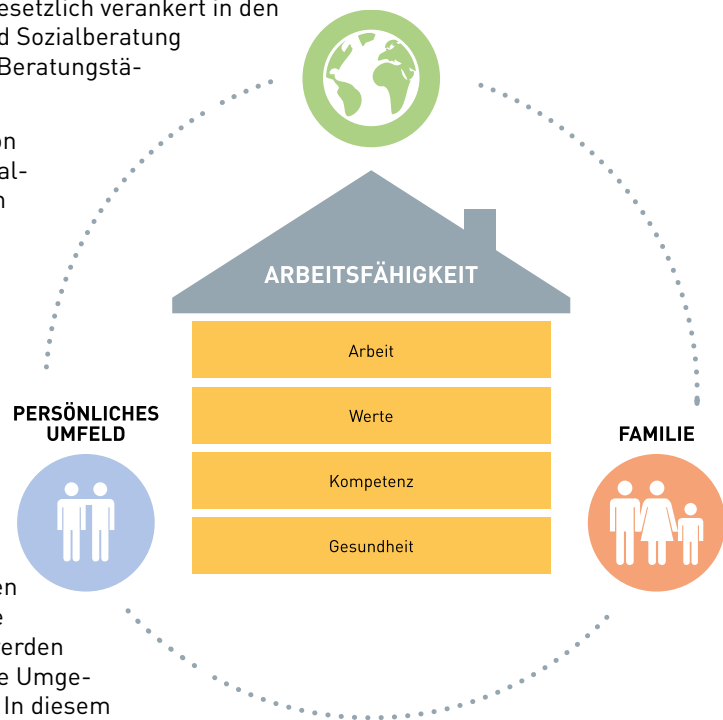 esetzlich verankert in den
d Sozialberatung
Beratungstä-
on
al-
n
ARBEITSFÄHIGKEIT
Arbeit
Werte
Kompetenz
Gesundheit
PERSÖNLICHES
UMFELD
FAMILIE
en
e
erden
e Umge-
In diesem